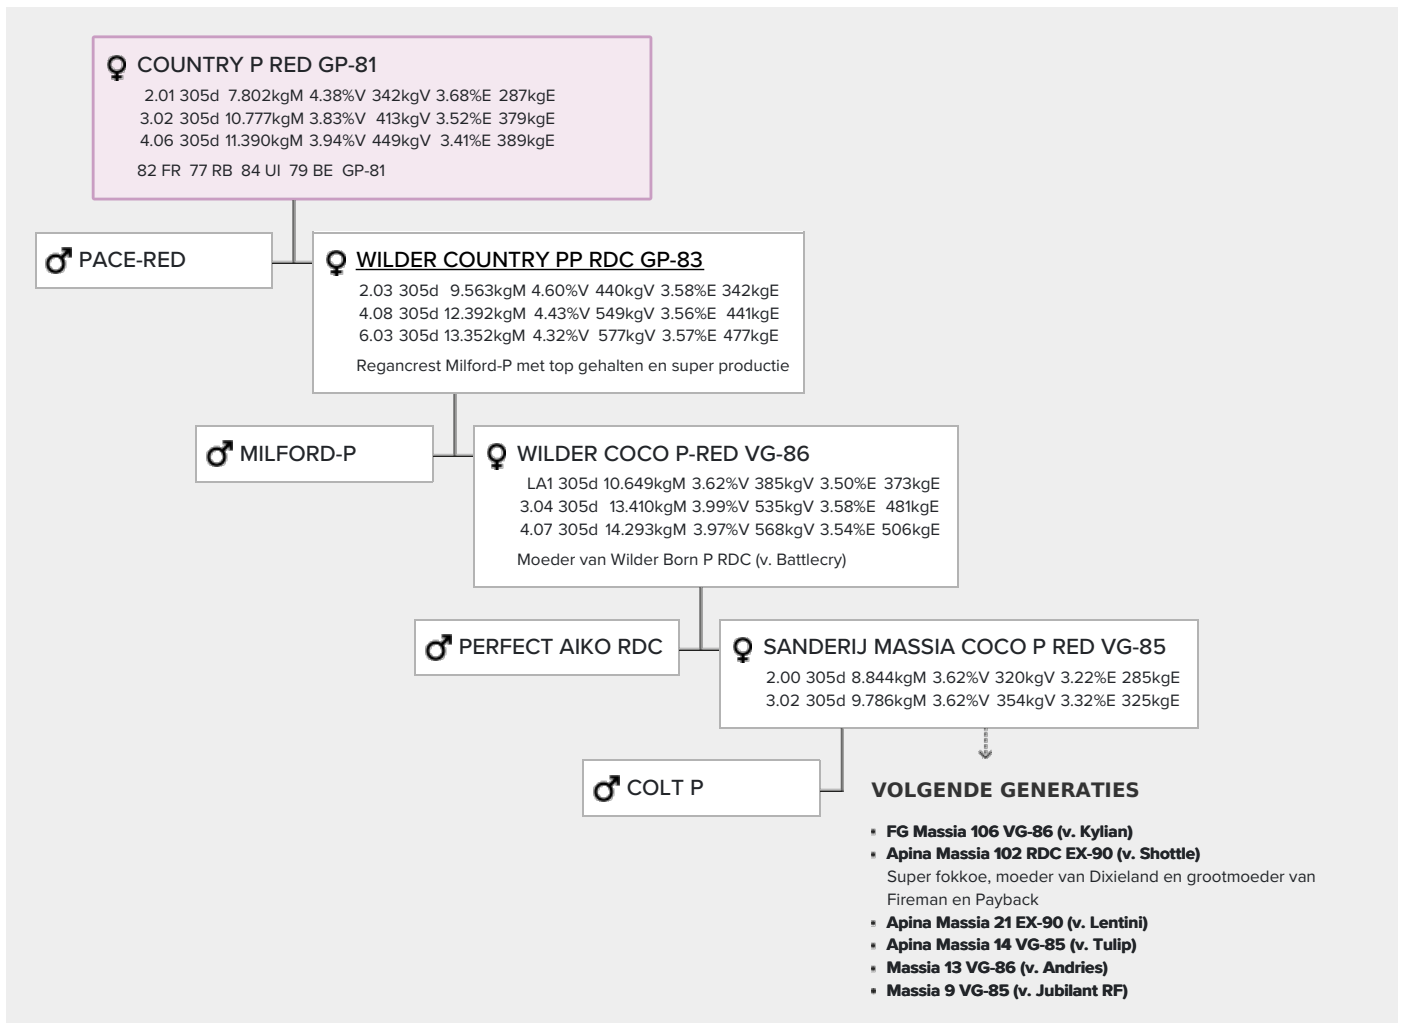 COUNTRY P RED GP-81
2.01 305d 7.802kgM 4.38%V 342kgV 3.68%E 287kgE
3.02 305d 10.777kgM 3.83%V 413kgV 3.52%E 379kgE
4.06 305d 11.390kgM 3.94%V 449kgV 3.41%E 389kgE
82 FR 77 RB 84 UI 79 BE GP-81
PACE-RED
WILDER COUNTRY PP RDC GP-83
2.03 305d 9.563kgM 4.60%V 440kgV 3.58%E 342kgE
4.08 305d 12.392kgM 4.43%V 549kgV 3.56%E 441kgE
6.03 305d 13.352kgM 4.32%V 577kgV 3.57%E 477kgE
Regancrest Milford-P met top gehalten en super productie
MILFORD-P
WILDER COCO P-RED VG-86
LA1 305d 10.649kgM 3.62%V 385kgV 3.50%E 373kgE
3.04 305d 13.410kgM 3.99%V 535kgV 3.58%E 481kgE
4.07 305d 14.293kgM 3.97%V 568kgV 3.54%E 506kgE
Moeder van Wilder Born P RDC (v. Battlecry)
PERFECT AIKO RDC
SANDERIJ MASSIA COCO P RED VG-85
2.00 305d 8.844kgM 3.62%V 320kgV 3.22%E 285kgE
3.02 305d 9.786kgM 3.62%V 354kgV 3.32%E 325kgE
COLT P
VOLGENDE GENERATIES
FG Massia 106 VG-86 (v. Kylian)
Apina Massia 102 RDC EX-90 (v. Shottle)
Super fokkoe, moeder van Dixieland en grootmoeder van
Fireman en Payback
Apina Massia 21 EX-90 (v. Lentini)
Apina Massia 14 VG-85 (v. Tulip)
Massia 13 VG-86 (v. Andries)
Massia 9 VG-85 (v. Jubilant RF)